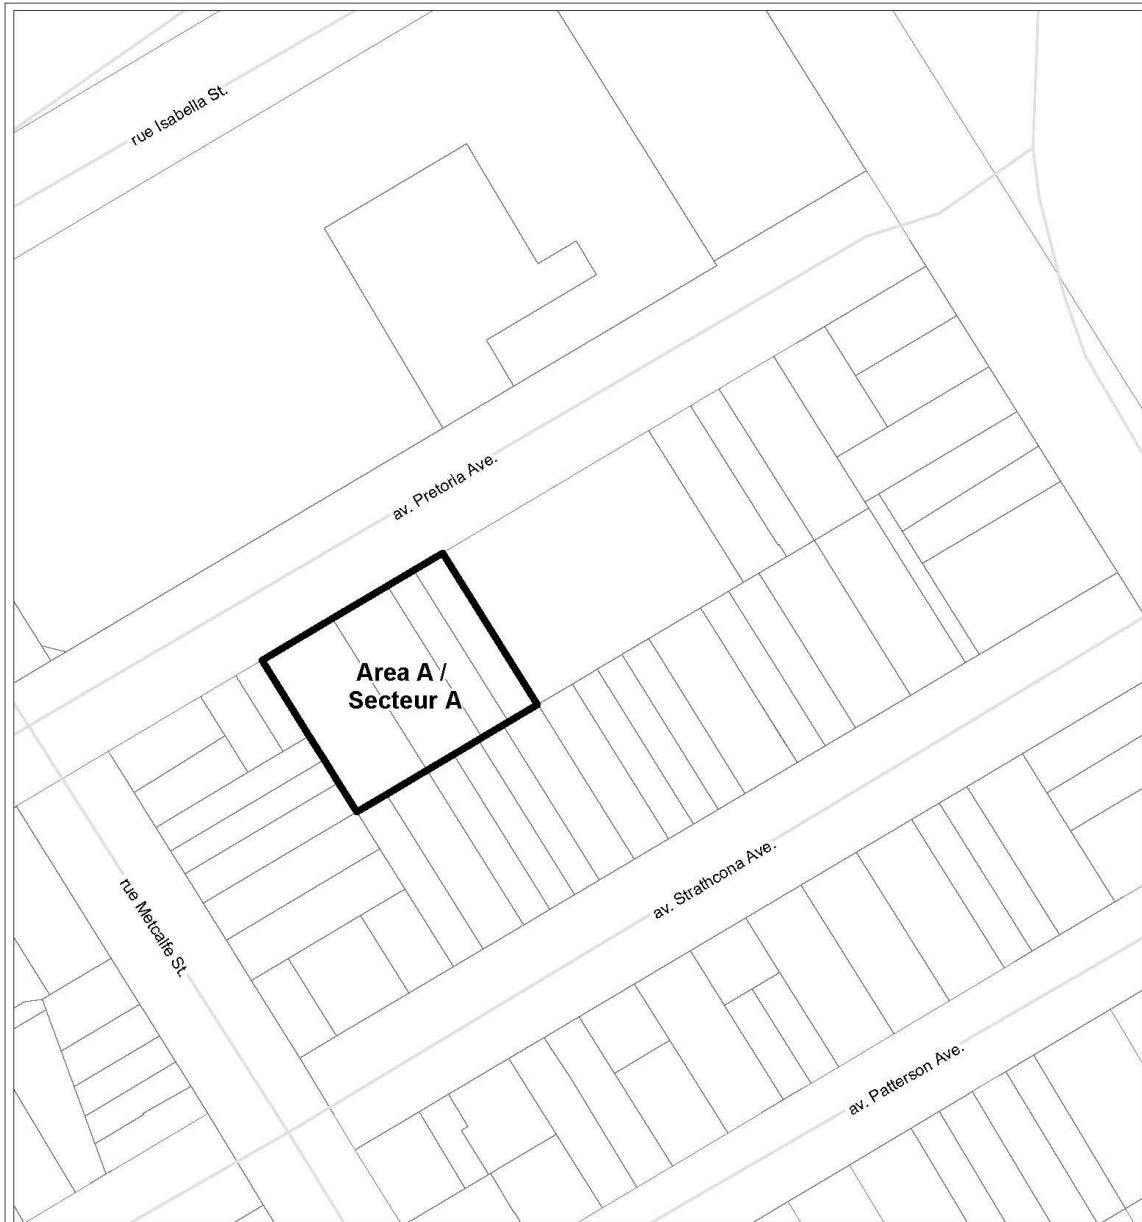 rue Isabella St.
av. Pretoria Ave.
Area A /
Secteur A
av. Strathcona Ave.
rue Metcalfe St.
av. Patterson Ave.